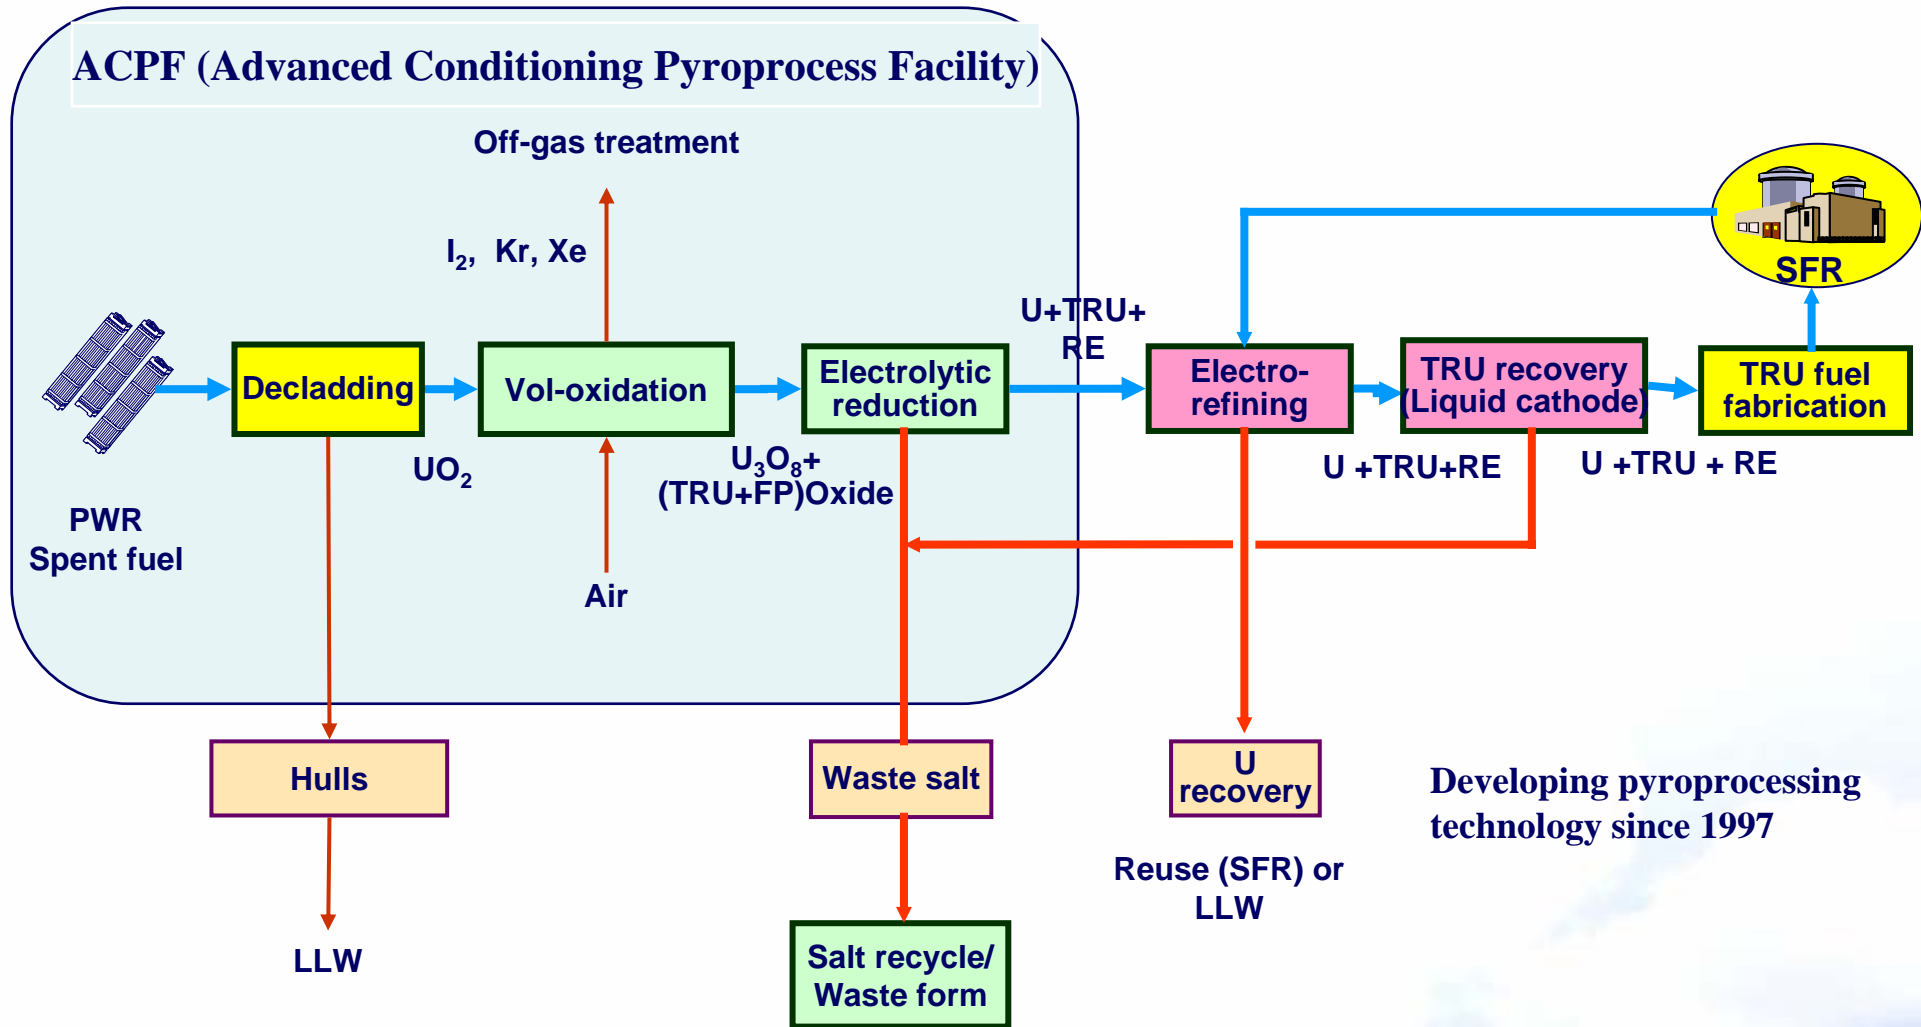 ACPF (Advanced Conditioning Pyroprocess Facility)
Off-gas treatment
I₂, Kr, Xe
PWR
Spent fuel
Decladding
UO₂
Vol-oxidation
Air
U₃O₈+
(TRU+FP)Oxide
Electrolytic
reduction
U+TRU+
RE
Electro-
refining
U +TRU+RE
TRU recovery
(Liquid cathode)
U +TRU + RE
TRU fuel
fabrication
SFR
Hulls
LLW
Waste salt
Salt recycle/
Waste form
U
recovery
Reuse (SFR) or
LLW
Developing pyroprocessing
technology since 1997